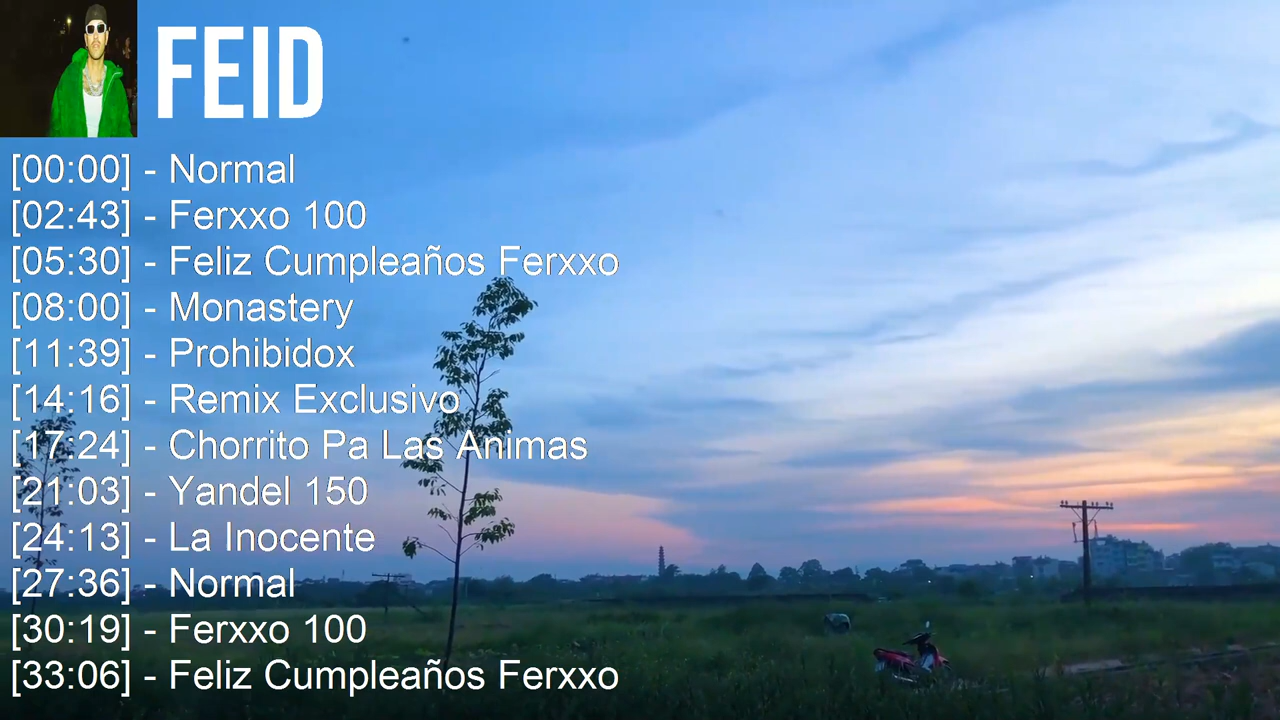 FEID
[00:00] - Normal
[02:43] - Ferxxo 100
[05:30] - Feliz Cumpleaños Ferxxo
[08:00] - Monastery
[11:39] - Prohibidox
[14:16] - Remix Exclusivo
[17:24] - Chorrito Pa Las Animas
[21:03] - Yandel 150
[24:13] - La Inocente
[27:36] - Normal
[30:19] - Ferxxo 100
[33:06] - Feliz Cumpleaños Ferxxo